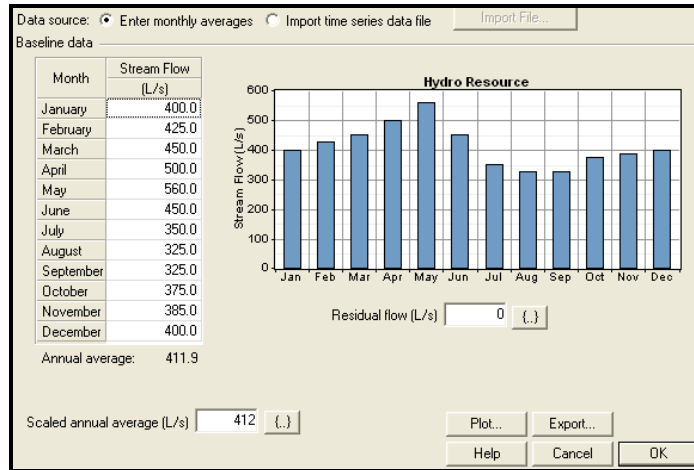 Data source: Enter monthly averages Import time series data file Import File...
Baseline data
Month Stream Flow
(L/s)
January 400.0
February 425.0
March 450.0
April 500.0
May 560.0
June 450.0
July 350.0
August 325.0
September 325.0
October 375.0
November 385.0
December 400.0
Annual average: 411.9
Hydro Resource
Stream Flow (L/s)
600
500
400
300
200
100
0
Jan Feb Mar Apr May Jun Jul Aug Sep Oct Nov Dec
Residual flow (L/s) 0 {..}
Scaled annual average (L/s) 412 {..}
Plot... Export...
Help Cancel OK